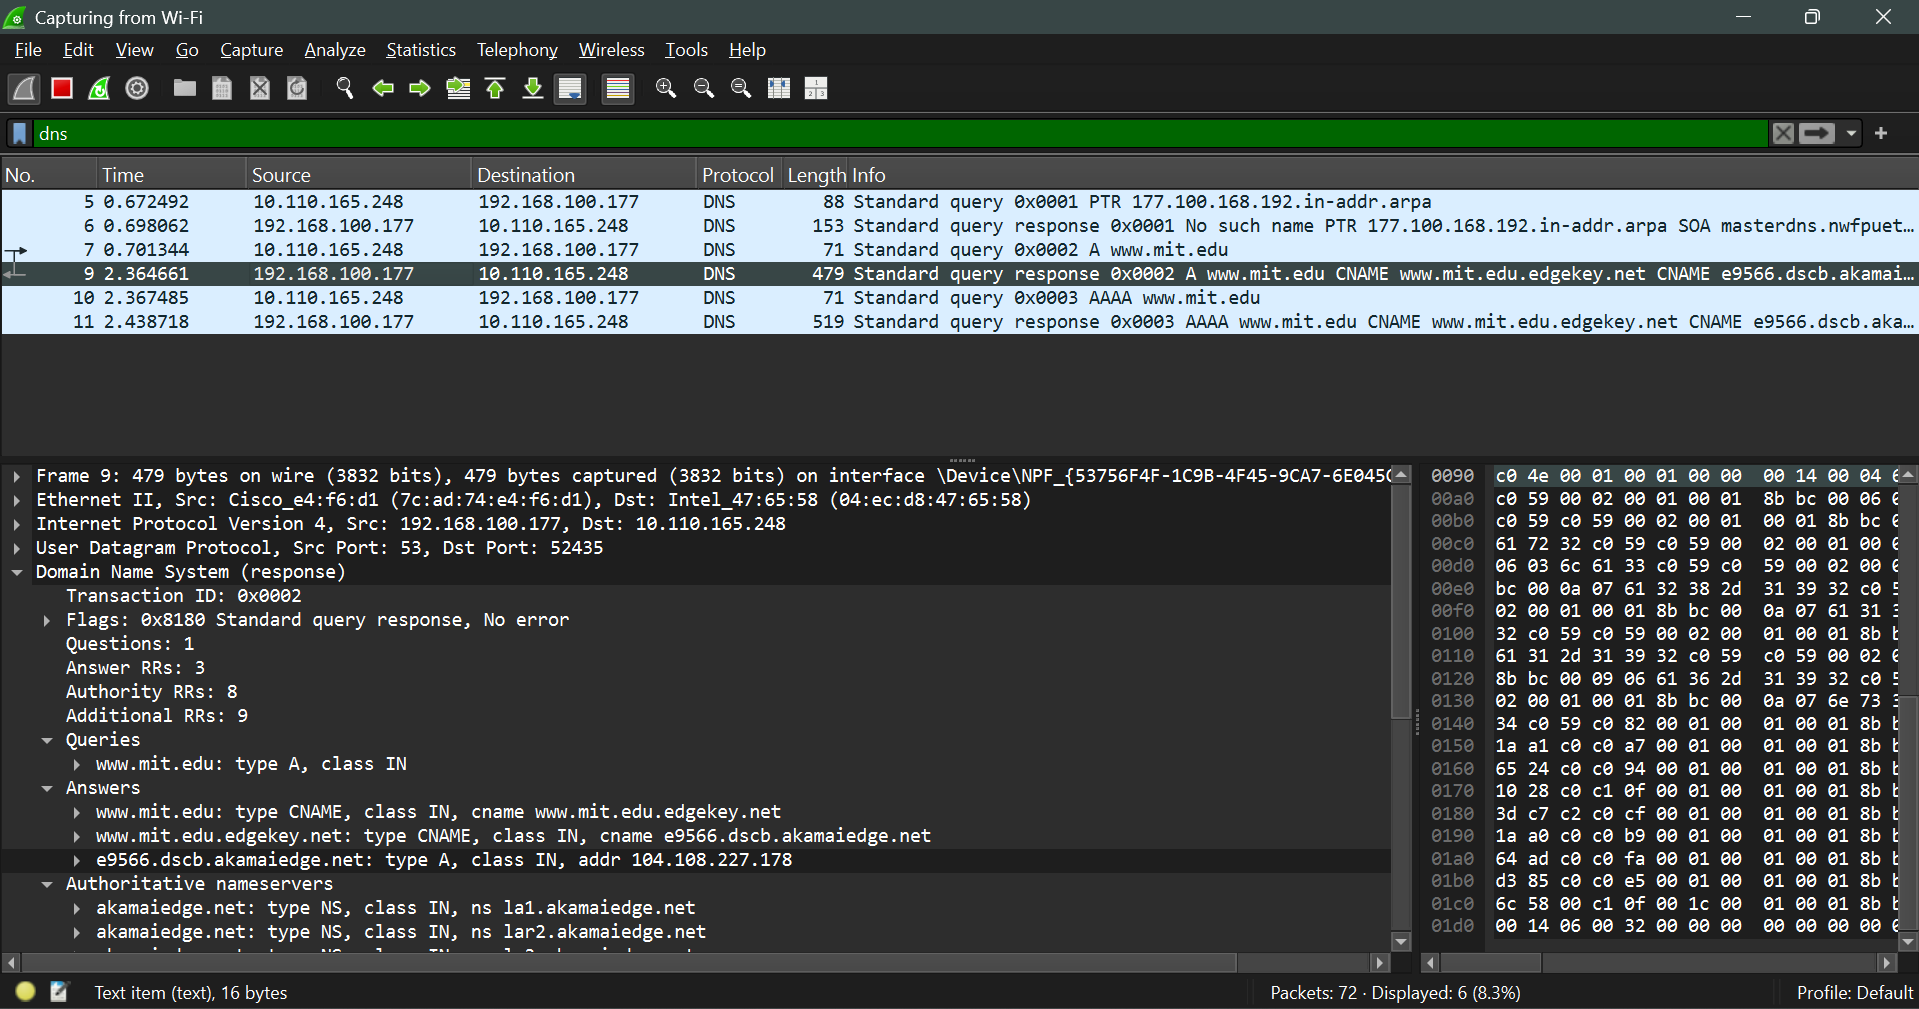 Capturing from Wi-Fi
File Edit View Go Capture Analyze Statistics Telephony Wireless Tools Help
dns
No. Time Source Destination Protocol Length Info
5 0.672492 10.110.165.248 192.168.100.177 DNS 88 Standard query 0x0001 PTR 177.100.168.192.in-addr.arpa
6 0.698062 192.168.100.177 10.110.165.248 DNS 153 Standard query response 0x0001 No such name PTR 177.100.168.192.in-addr.arpa SOA masterdns.nwfpuet…
7 0.701344 10.110.165.248 192.168.100.177 DNS 71 Standard query 0x0002 A www.mit.edu
9 2.364661 192.168.100.177 10.110.165.248 DNS 479 Standard query response 0x0002 A www.mit.edu CNAME www.mit.edu.edgekey.net CNAME e9566.dscb.akamai…
10 2.367485 10.110.165.248 192.168.100.177 DNS 71 Standard query 0x0003 AAAA www.mit.edu
11 2.438718 192.168.100.177 10.110.165.248 DNS 519 Standard query response 0x0003 AAAA www.mit.edu CNAME www.mit.edu.edgekey.net CNAME e9566.dscb.aka…
Frame 9: 479 bytes on wire (3832 bits), 479 bytes captured (3832 bits) on interface \Device\NPF_{53756F4F-1C9B-4F45-9CA7-6E045
Ethernet II, Src: Cisco_e4:f6:d1 (7c:ad:74:e4:f6:d1), Dst: Intel_47:65:58 (04:ec:d8:47:65:58)
Internet Protocol Version 4, Src: 192.168.100.177, Dst: 10.110.165.248
User Datagram Protocol, Src Port: 53, Dst Port: 52435
Domain Name System (response)
Transaction ID: 0x0002
Flags: 0x8180 Standard query response, No error
Questions: 1
Answer RRs: 3
Authority RRs: 8
Additional RRs: 9
Queries
www.mit.edu: type A, class IN
Answers
www.mit.edu: type CNAME, class IN, cname www.mit.edu.edgekey.net
www.mit.edu.edgekey.net: type CNAME, class IN, cname e9566.dscb.akamaiedge.net
e9566.dscb.akamaiedge.net: type A, class IN, addr 104.108.227.178
Authoritative nameservers
akamaiedge.net: type NS, class IN, ns la1.akamaiedge.net
akamaiedge.net: type NS, class IN, ns lar2.akamaiedge.net
0090 c0 4e 00 01 00 01 00 00 00 14 00 04
00a0 c0 59 00 02 00 01 00 01 8b bc 00 06
00b0 c0 59 c0 59 00 02 00 01 00 01 8b bc
00c0 61 72 32 c0 59 c0 59 00 02 00 01 00
00d0 06 03 6c 61 33 c0 59 c0 59 00 02 00
00e0 bc 00 0a 07 61 32 38 2d 31 39 32 c0
00f0 02 00 01 00 01 8b bc 00 0a 07 61 31
0100 32 c0 59 c0 59 00 02 00 01 00 01 8b
0110 61 31 2d 31 39 32 c0 59 c0 59 00 02
0120 8b bc 00 09 06 61 36 2d 31 39 32 c0
0130 02 00 01 00 01 8b bc 00 0a 07 6e 73
0140 34 c0 59 c0 82 00 01 00 01 00 01 8b
0150 1a a1 c0 c0 a7 00 01 00 01 00 01 8b
0160 65 24 c0 c0 94 00 01 00 01 00 01 8b
0170 10 28 c0 c1 0f 00 01 00 01 00 01 8b
0180 3d c7 c2 c0 cf 00 01 00 01 00 01 8b
0190 1a a0 c0 c0 b9 00 01 00 01 00 01 8b
01a0 64 ad c0 c0 fa 00 01 00 01 00 01 8b
01b0 d3 85 c0 c0 e5 00 01 00 01 00 01 8b
01c0 6c 58 00 c1 0f 00 1c 00 01 00 01 8b
01d0 00 14 06 00 32 00 00 00 00 00 00 00
Text item (text), 16 bytes
Packets: 72 · Displayed: 6 (8.3%)
Profile: Default